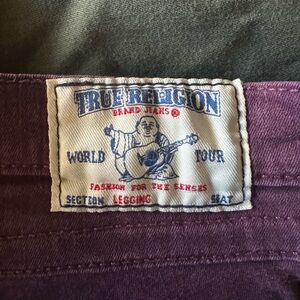 TRUE RELIGION
BRAND JEANS®
WORLD TOUR
FASHION FOR THE SENSES
SECTION LEGGING SEAT